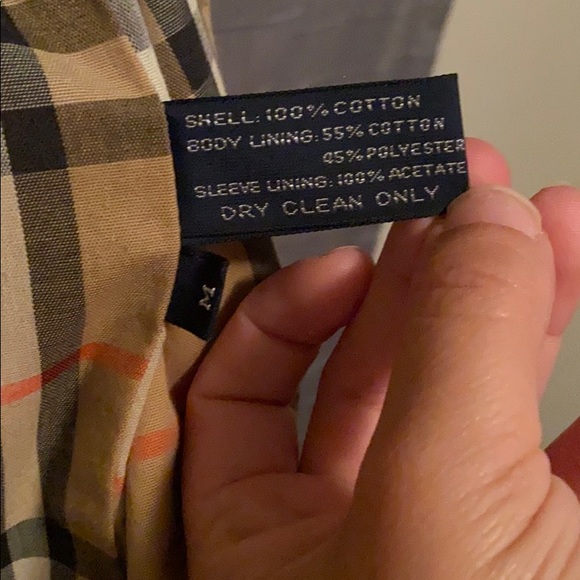 SHELL: 100% COTTON
BODY LINING: 55% COTTON
45% POLYESTER
SLEEVE LINING: 100% ACETATE
DRY CLEAN ONLY
M